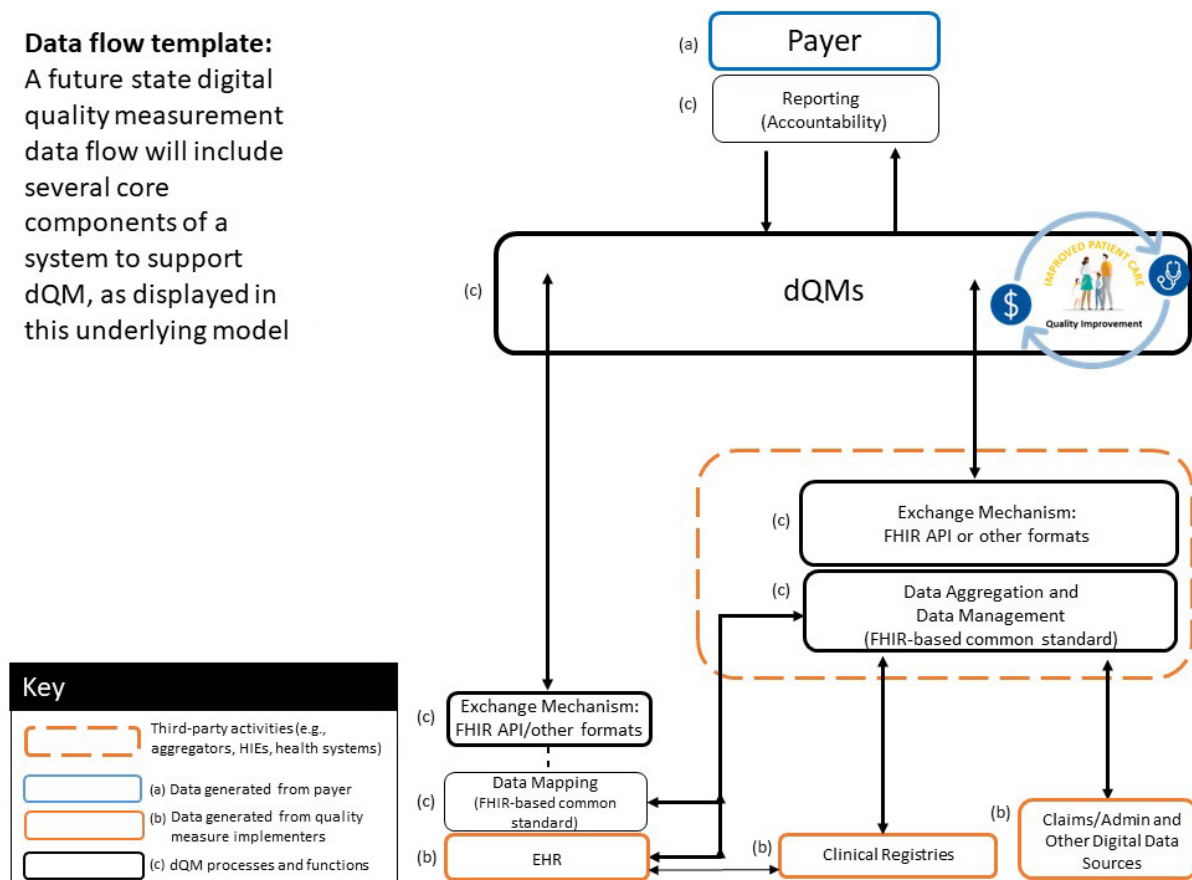 Data flow template:
A future state digital
quality measurement
data flow will include
several core
components of a
system to support
dQM, as displayed in
this underlying model
(a)
Payer
(c)
Reporting
(Accountability)
(c)
dQMs
IMPROVED PATIENT CARE
$
Quality Improvement
(c)
Exchange Mechanism:
FHIR API or other formats
(c)
Data Aggregation and
Data Management
(FHIR-based common standard)
(c)
Exchange Mechanism:
FHIR API/other formats
(c)
Data Mapping
(FHIR-based common
standard)
(b)
EHR
(b)
Clinical Registries
(b)
Claims/Admin and
Other Digital Data
Sources
Key
Third-party activities (e.g.,
aggregators, HIEs, health systems)
(a) Data generated from payer
(b) Data generated from quality
measure implementers
(c) dQM processes and functions